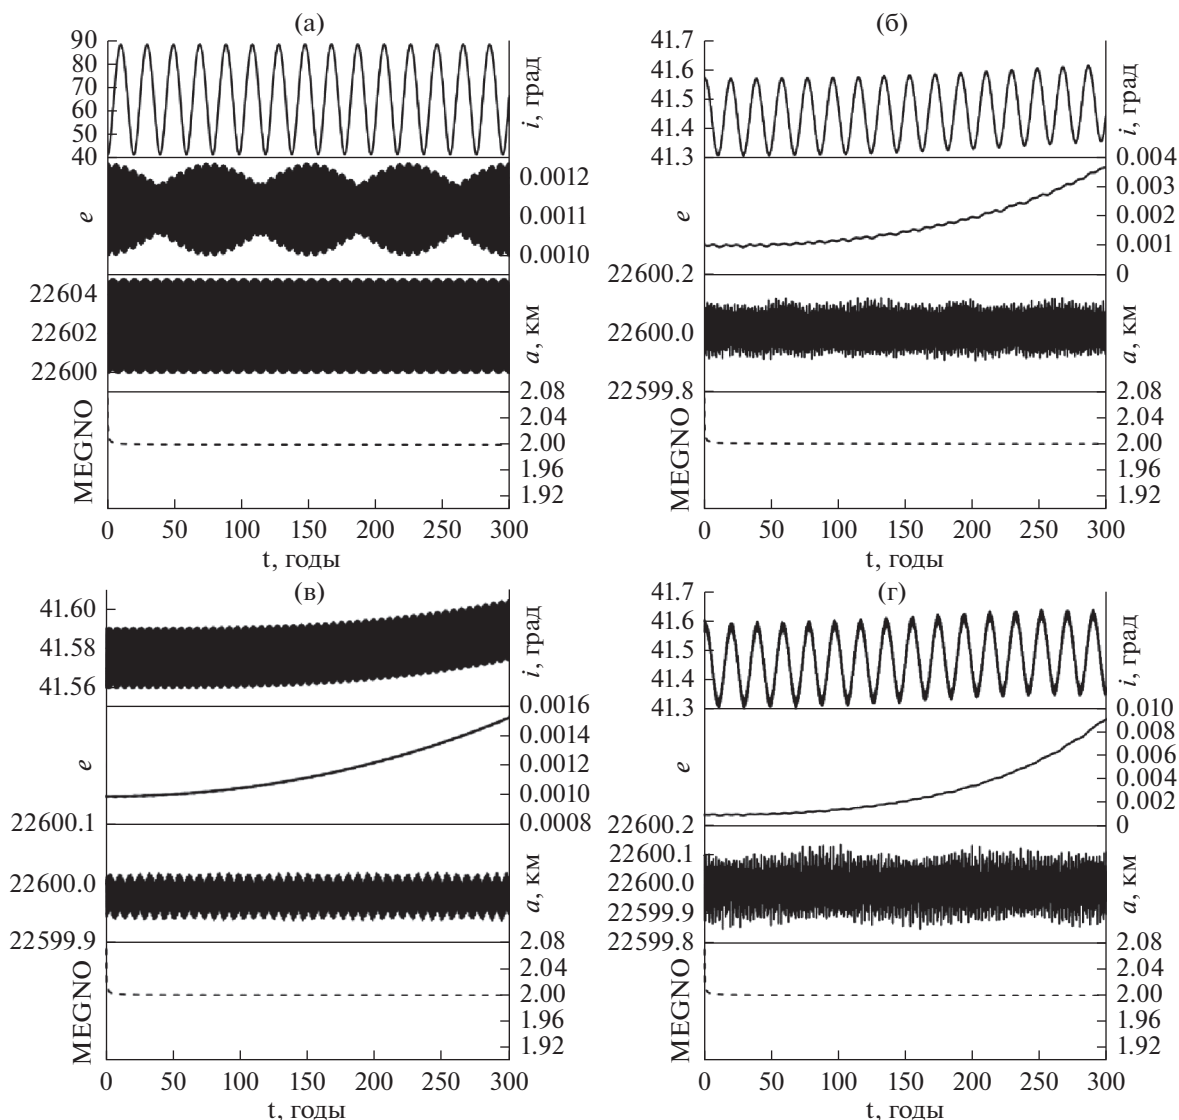 (а)
90
80
70
60
50
40
i, град
0.0012
0.0011
0.0010
e
22604
22602
22600
a, км
2.08
2.04
2.00
1.96
1.92
MEGNO
0 50 100 150 200 250 300
t, годы
(б)
41.7
41.6
41.5
41.4
41.3
i, град
0.004
0.003
0.002
0.001
0
e
22600.2
22600.0
22599.8
a, км
2.08
2.04
2.00
1.96
1.92
MEGNO
0 50 100 150 200 250 300
t, годы
(в)
41.60
41.58
41.56
i, град
0.0016
0.0014
0.0012
0.0010
0.0008
e
22600.1
22600.0
22599.9
a, км
2.08
2.04
2.00
1.96
1.92
MEGNO
0 50 100 150 200 250 300
t, годы
(г)
41.7
41.6
41.5
41.4
41.3
i, град
0.010
0.008
0.006
0.004
0.002
0
e
22600.2
22600.1
22600.0
22599.9
22599.8
a, км
2.08
2.04
2.00
1.96
1.92
MEGNO
0 50 100 150 200 250 300
t, годы